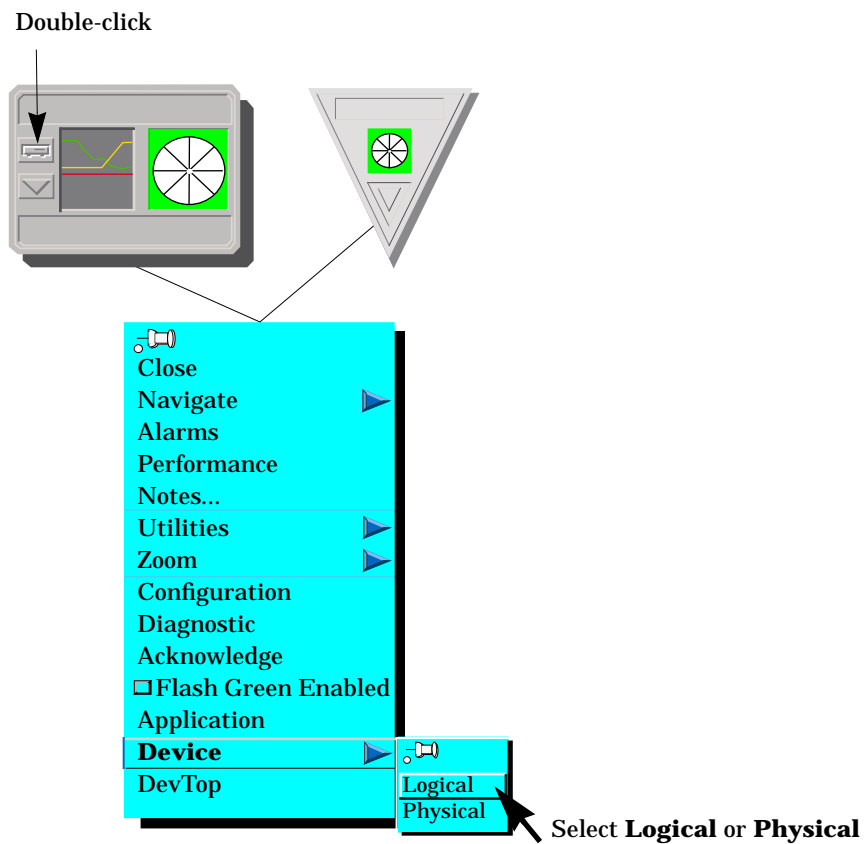 Double-click
Close
Navigate
Alarms
Performance
Notes...
Utilities
Zoom
Configuration
Diagnostic
Acknowledge
Flash Green Enabled
Application
Device
DevTop
Logical
Physical
Select Logical or Physical